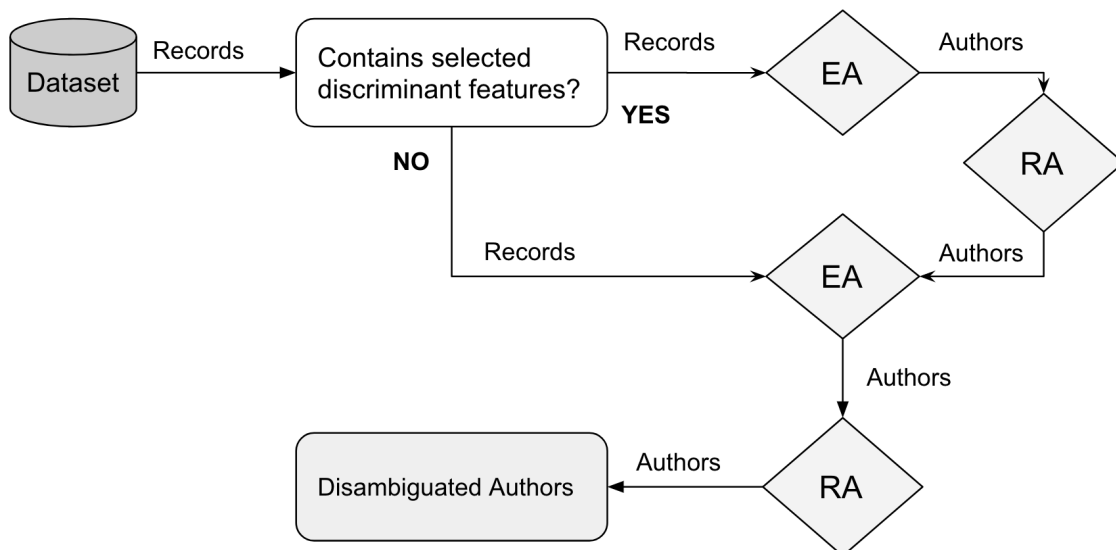 Dataset
Records
Contains selected
discriminant features?
Records
YES
EA
Authors
RA
NO
Records
EA
Authors
Authors
RA
Authors
Disambiguated Authors